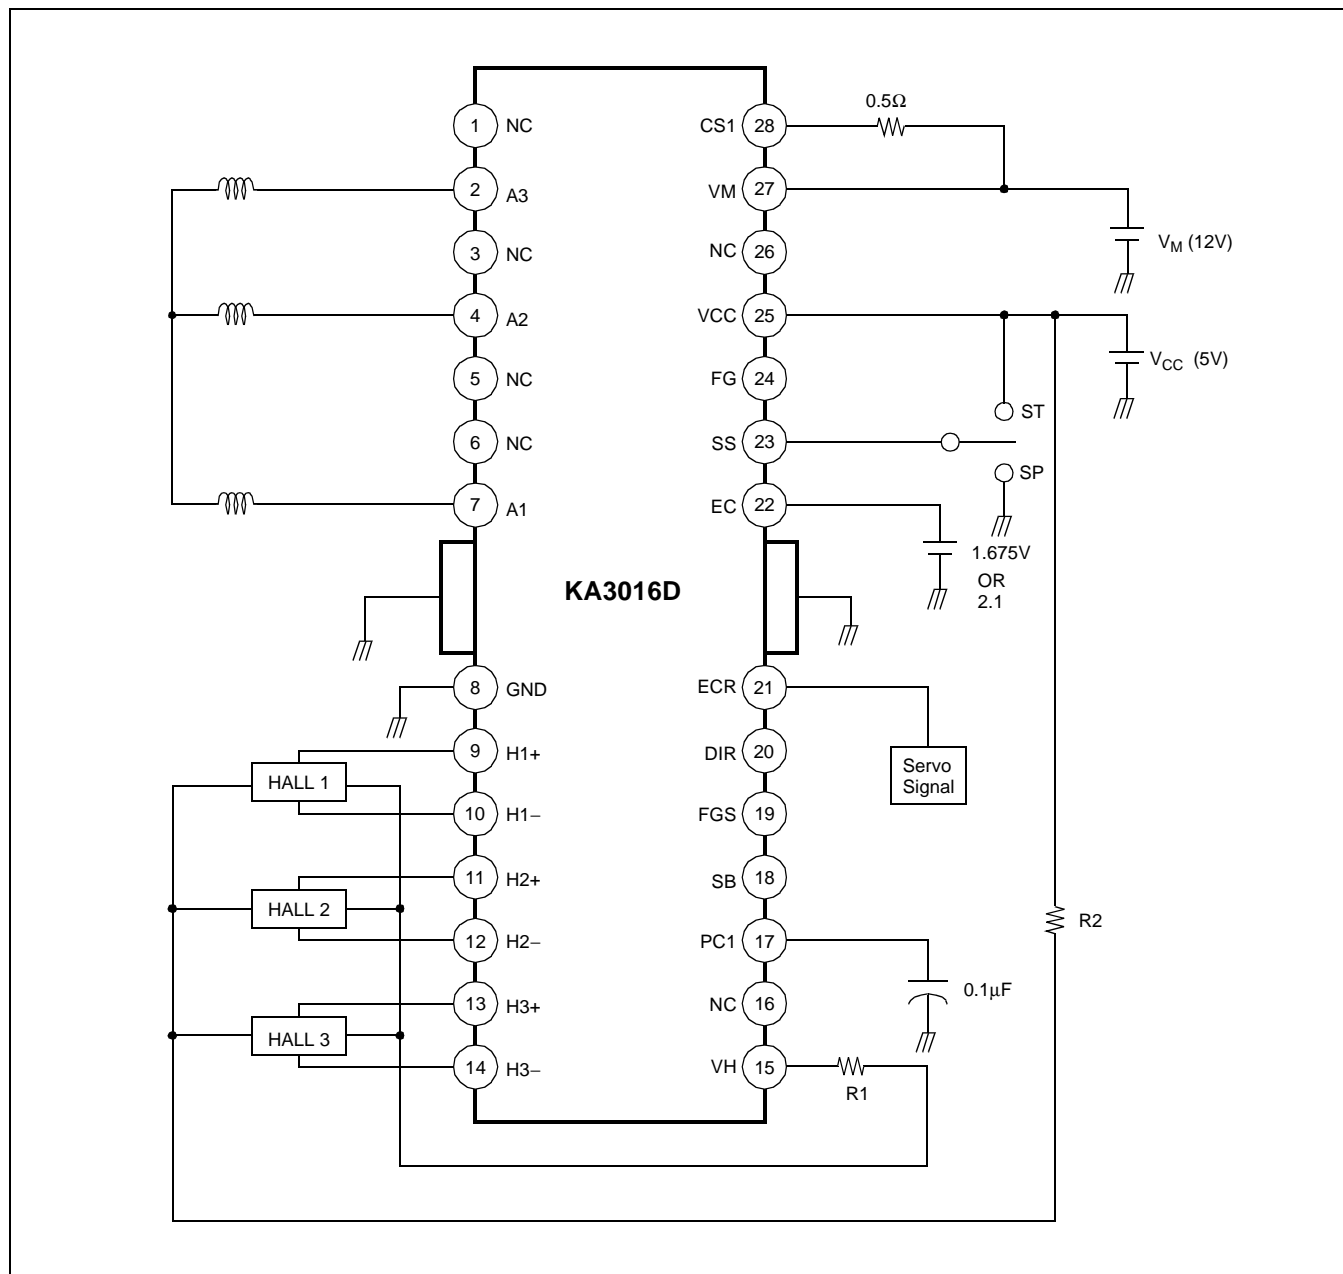 0.5Ω
1 NC
CS1 28
2 A3
VM 27
V_M (12V)
3 NC
NC 26
4 A2
VCC 25
V_CC (5V)
5 NC
FG 24
ST
6 NC
SS 23
SP
7 A1
EC 22
1.675V
OR
2.1
KA3016D
8 GND
ECR 21
9 H1+
DIR 20
Servo
Signal
HALL 1
10 H1−
FGS 19
11 H2+
SB 18
HALL 2
R2
12 H2−
PC1 17
0.1µF
13 H3+
NC 16
HALL 3
14 H3−
VH 15
R1